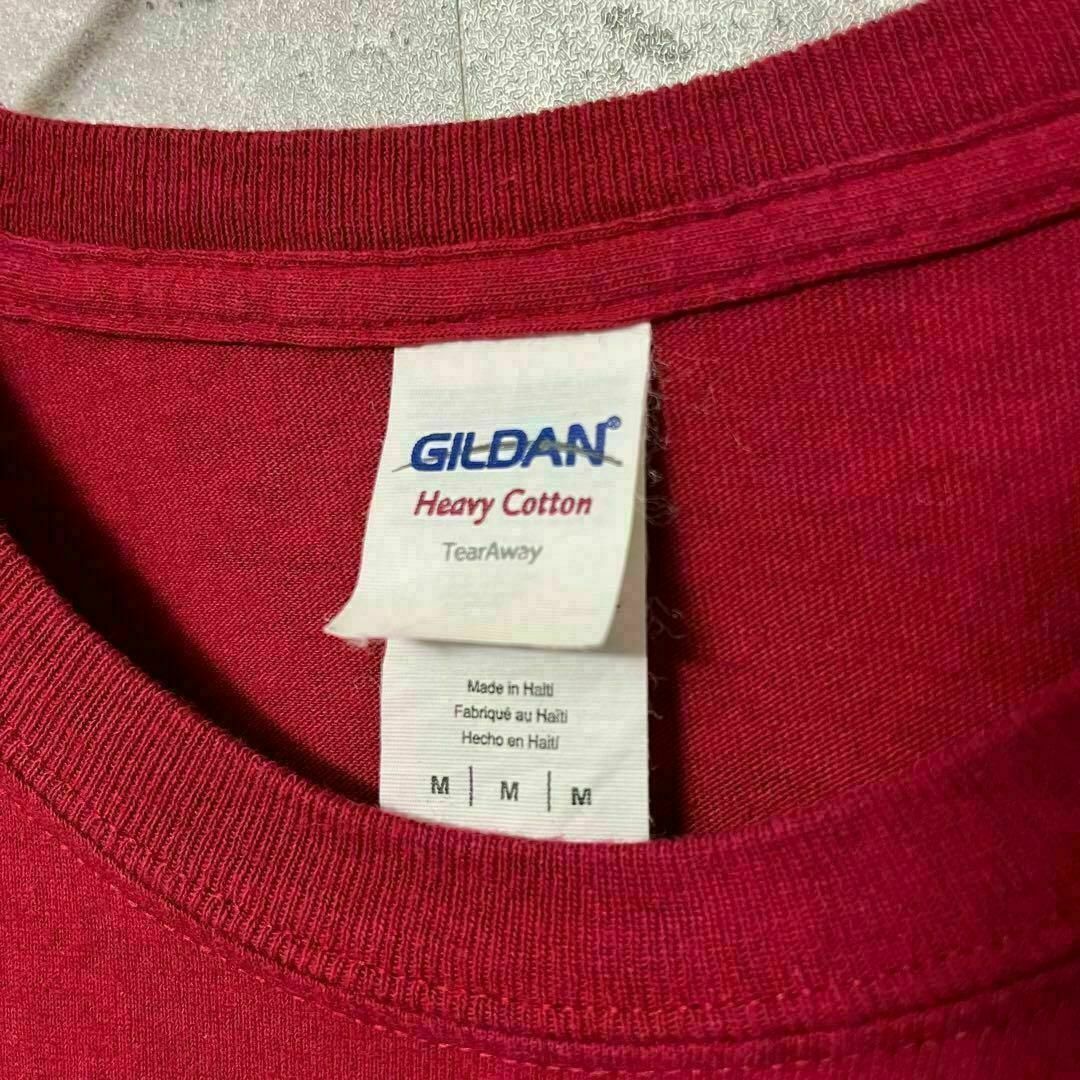 GILDAN®
Heavy Cotton
TearAway
Made in Haiti
Fabriqué au Haïti
Hecho en Haití
M | M | M